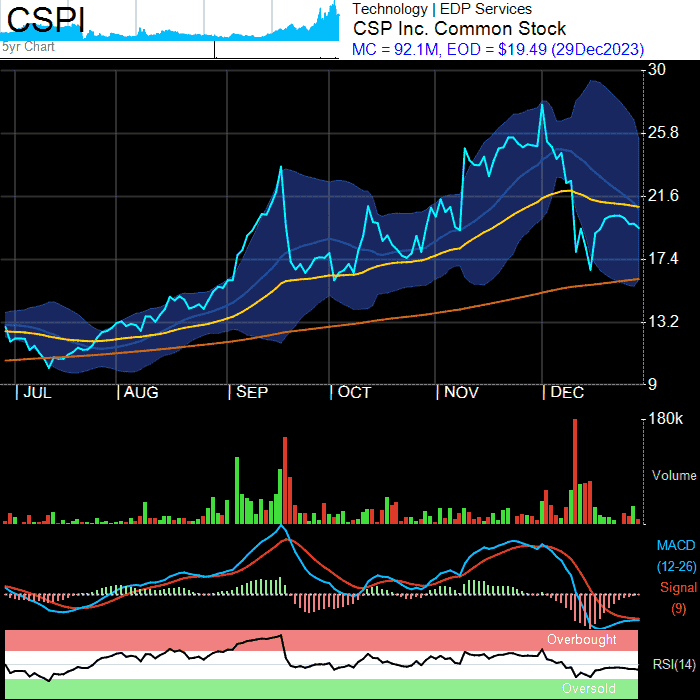 CSPI
5yr Chart
Technology | EDP Services
CSP Inc. Common Stock
MC = 92.1M, EOD = $19.49 (29Dec2023)
30
25.8
21.6
17.4
13.2
9
|JUL |AUG |SEP |OCT |NOV |DEC
180k
Volume
MACD
(12-26)
Signal
(9)
Overbought
RSI(14)
Oversold